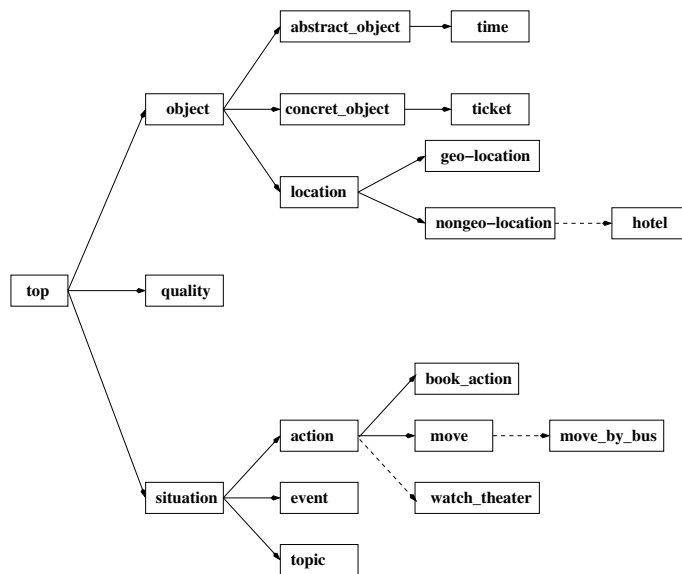 abstract_object
time
object
concret_object
ticket
geo−location
location
nongeo−location
hotel
top
quality
book_action
action
move
move_by_bus
situation
event
watch_theater
topic